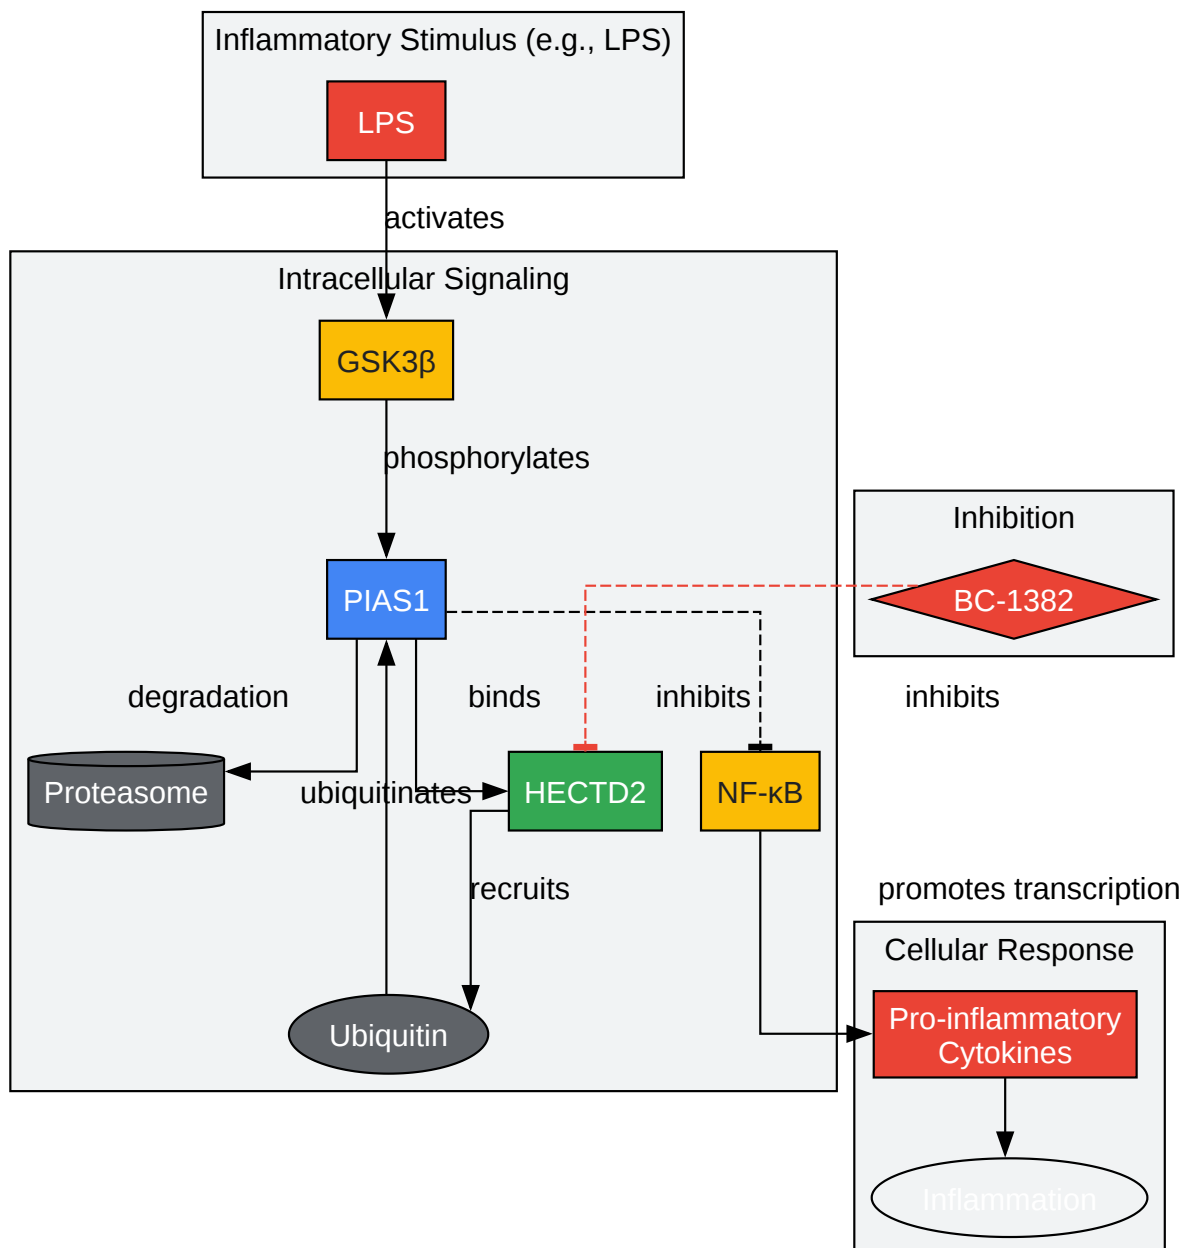 Inflammatory Stimulus (e.g., LPS)
LPS
activates
Intracellular Signaling
GSK3β
phosphorylates
Inhibition
BC-1382
PIAS1
degradation
binds
inhibits
inhibits
Proteasome
ubiquitinates
HECTD2
NF-κB
recruits
promotes transcription
Cellular Response
Pro-inflammatory
Cytokines
Ubiquitin
Inflammation